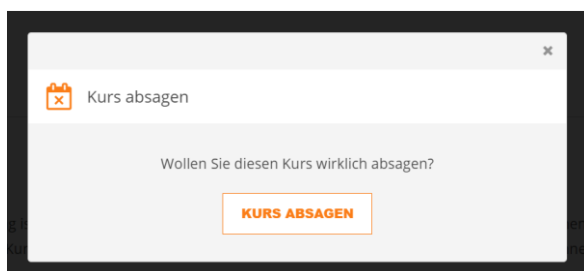 Kurs absagen
Wollen Sie diesen Kurs wirklich absagen?
KURS ABSAGEN